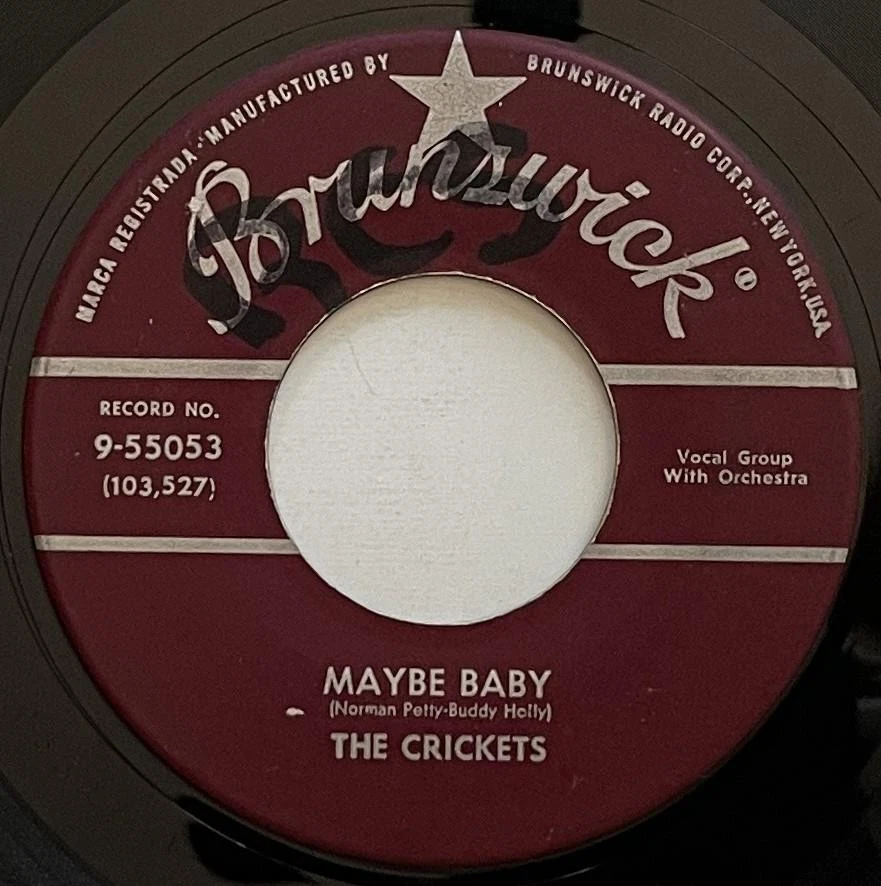 MARCA REGISTRADA · MANUFACTURED BY
BRUNSWICK RADIO CORP., NEW YORK, USA
Brunswick®
RECORD NO.
9-55053
(103,527)
Vocal Group
With Orchestra
MAYBE BABY
(Norman Petty-Buddy Holly)
THE CRICKETS